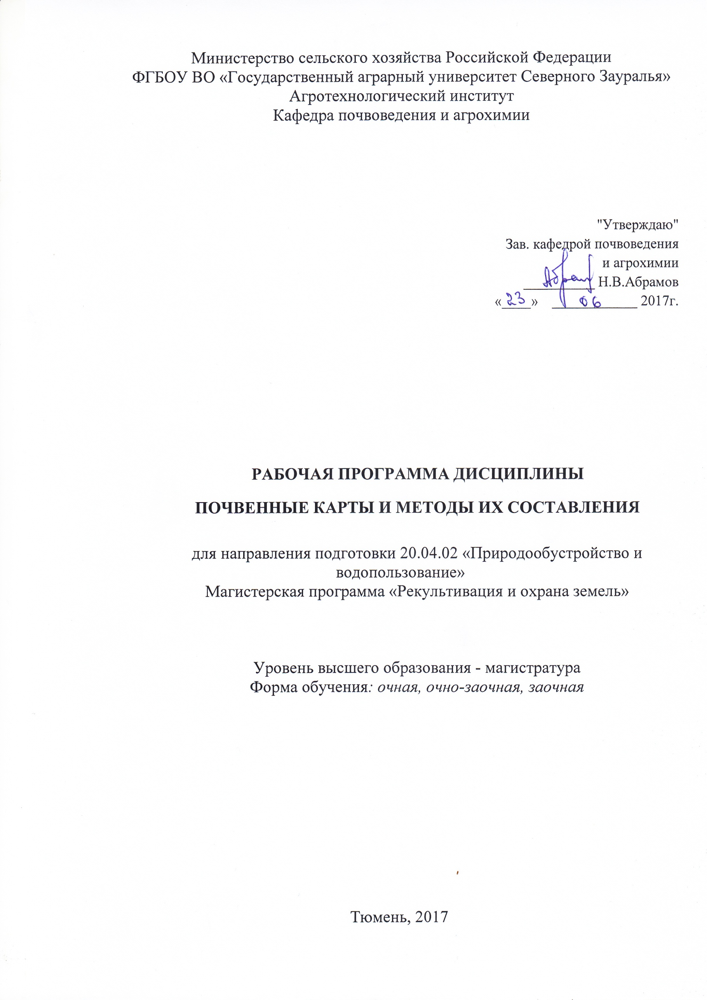 Министерство сельского хозяйства Российской Федерации
ФГБОУ ВО «Государственный аграрный университет Северного Зауралья»
Агротехнологический институт
Кафедра почвоведения и агрохимии
"Утверждаю"
Зав. кафедрой почвоведения
и агрохимии
Абрам Н.В.Абрамов
«23» 06 2017г.
РАБОЧАЯ ПРОГРАММА ДИСЦИПЛИНЫ
ПОЧВЕННЫЕ КАРТЫ И МЕТОДЫ ИХ СОСТАВЛЕНИЯ
для направления подготовки 20.04.02 «Природообустройство и
водопользование»
Магистерская программа «Рекультивация и охрана земель»
Уровень высшего образования - магистратура
Форма обучения: очная, очно-заочная, заочная
Тюмень, 2017